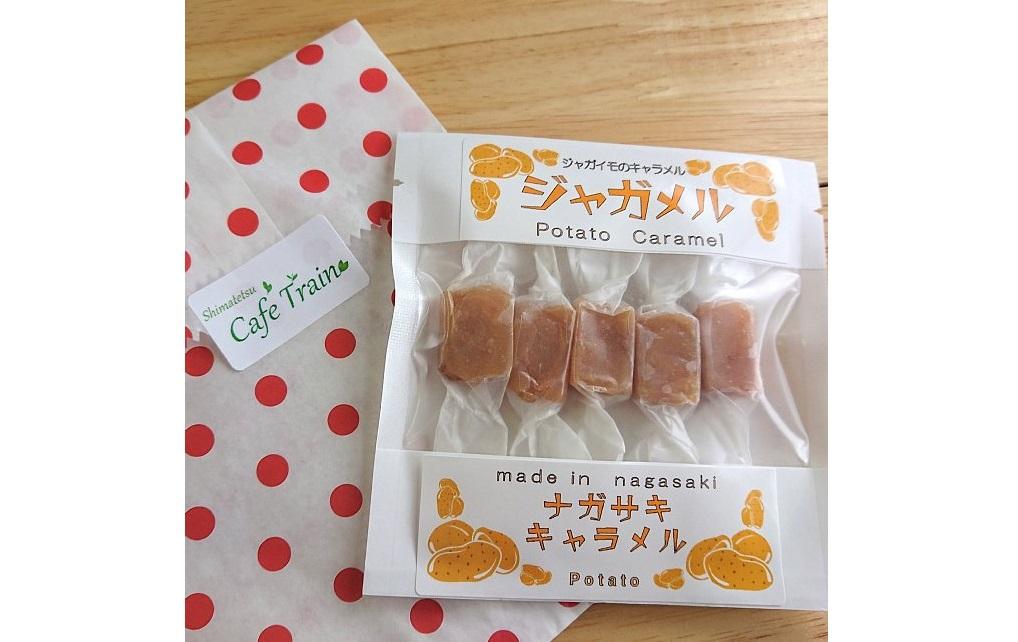 Shimatetsu
Cafe Train
ジャガイモのキャラメル
ジャガメル
Potato Caramel
made in nagasaki
ナガサキ
キャラメル
Potato